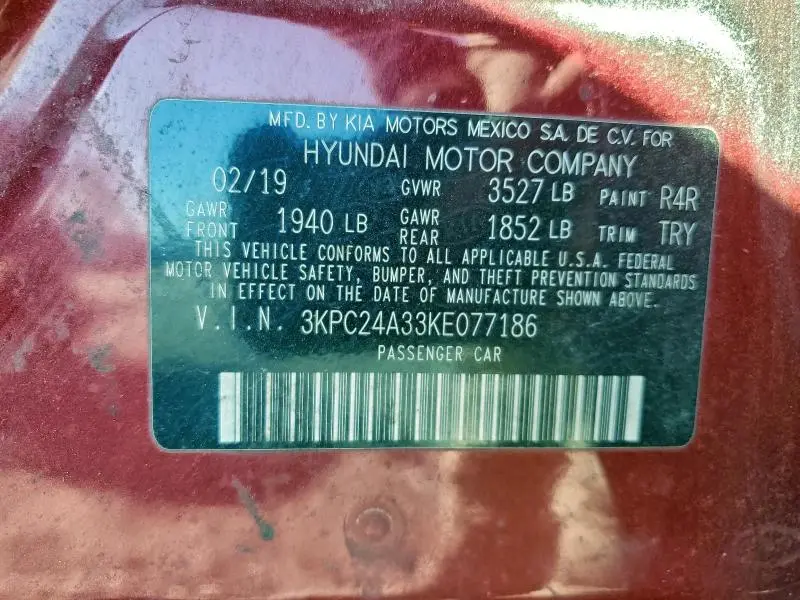 MFD. BY KIA MOTORS MEXICO S.A. DE C.V. FOR
HYUNDAI MOTOR COMPANY
02/19 GVWR 3527 LB PAINT R4R
GAWR FRONT 1940 LB GAWR REAR 1852 LB TRIM TRY
THIS VEHICLE CONFORMS TO ALL APPLICABLE U.S.A. FEDERAL
MOTOR VEHICLE SAFETY, BUMPER, AND THEFT PREVENTION STANDARDS
IN EFFECT ON THE DATE OF MANUFACTURE SHOWN ABOVE.
V.I.N. 3KPC24A33KE077186
PASSENGER CAR